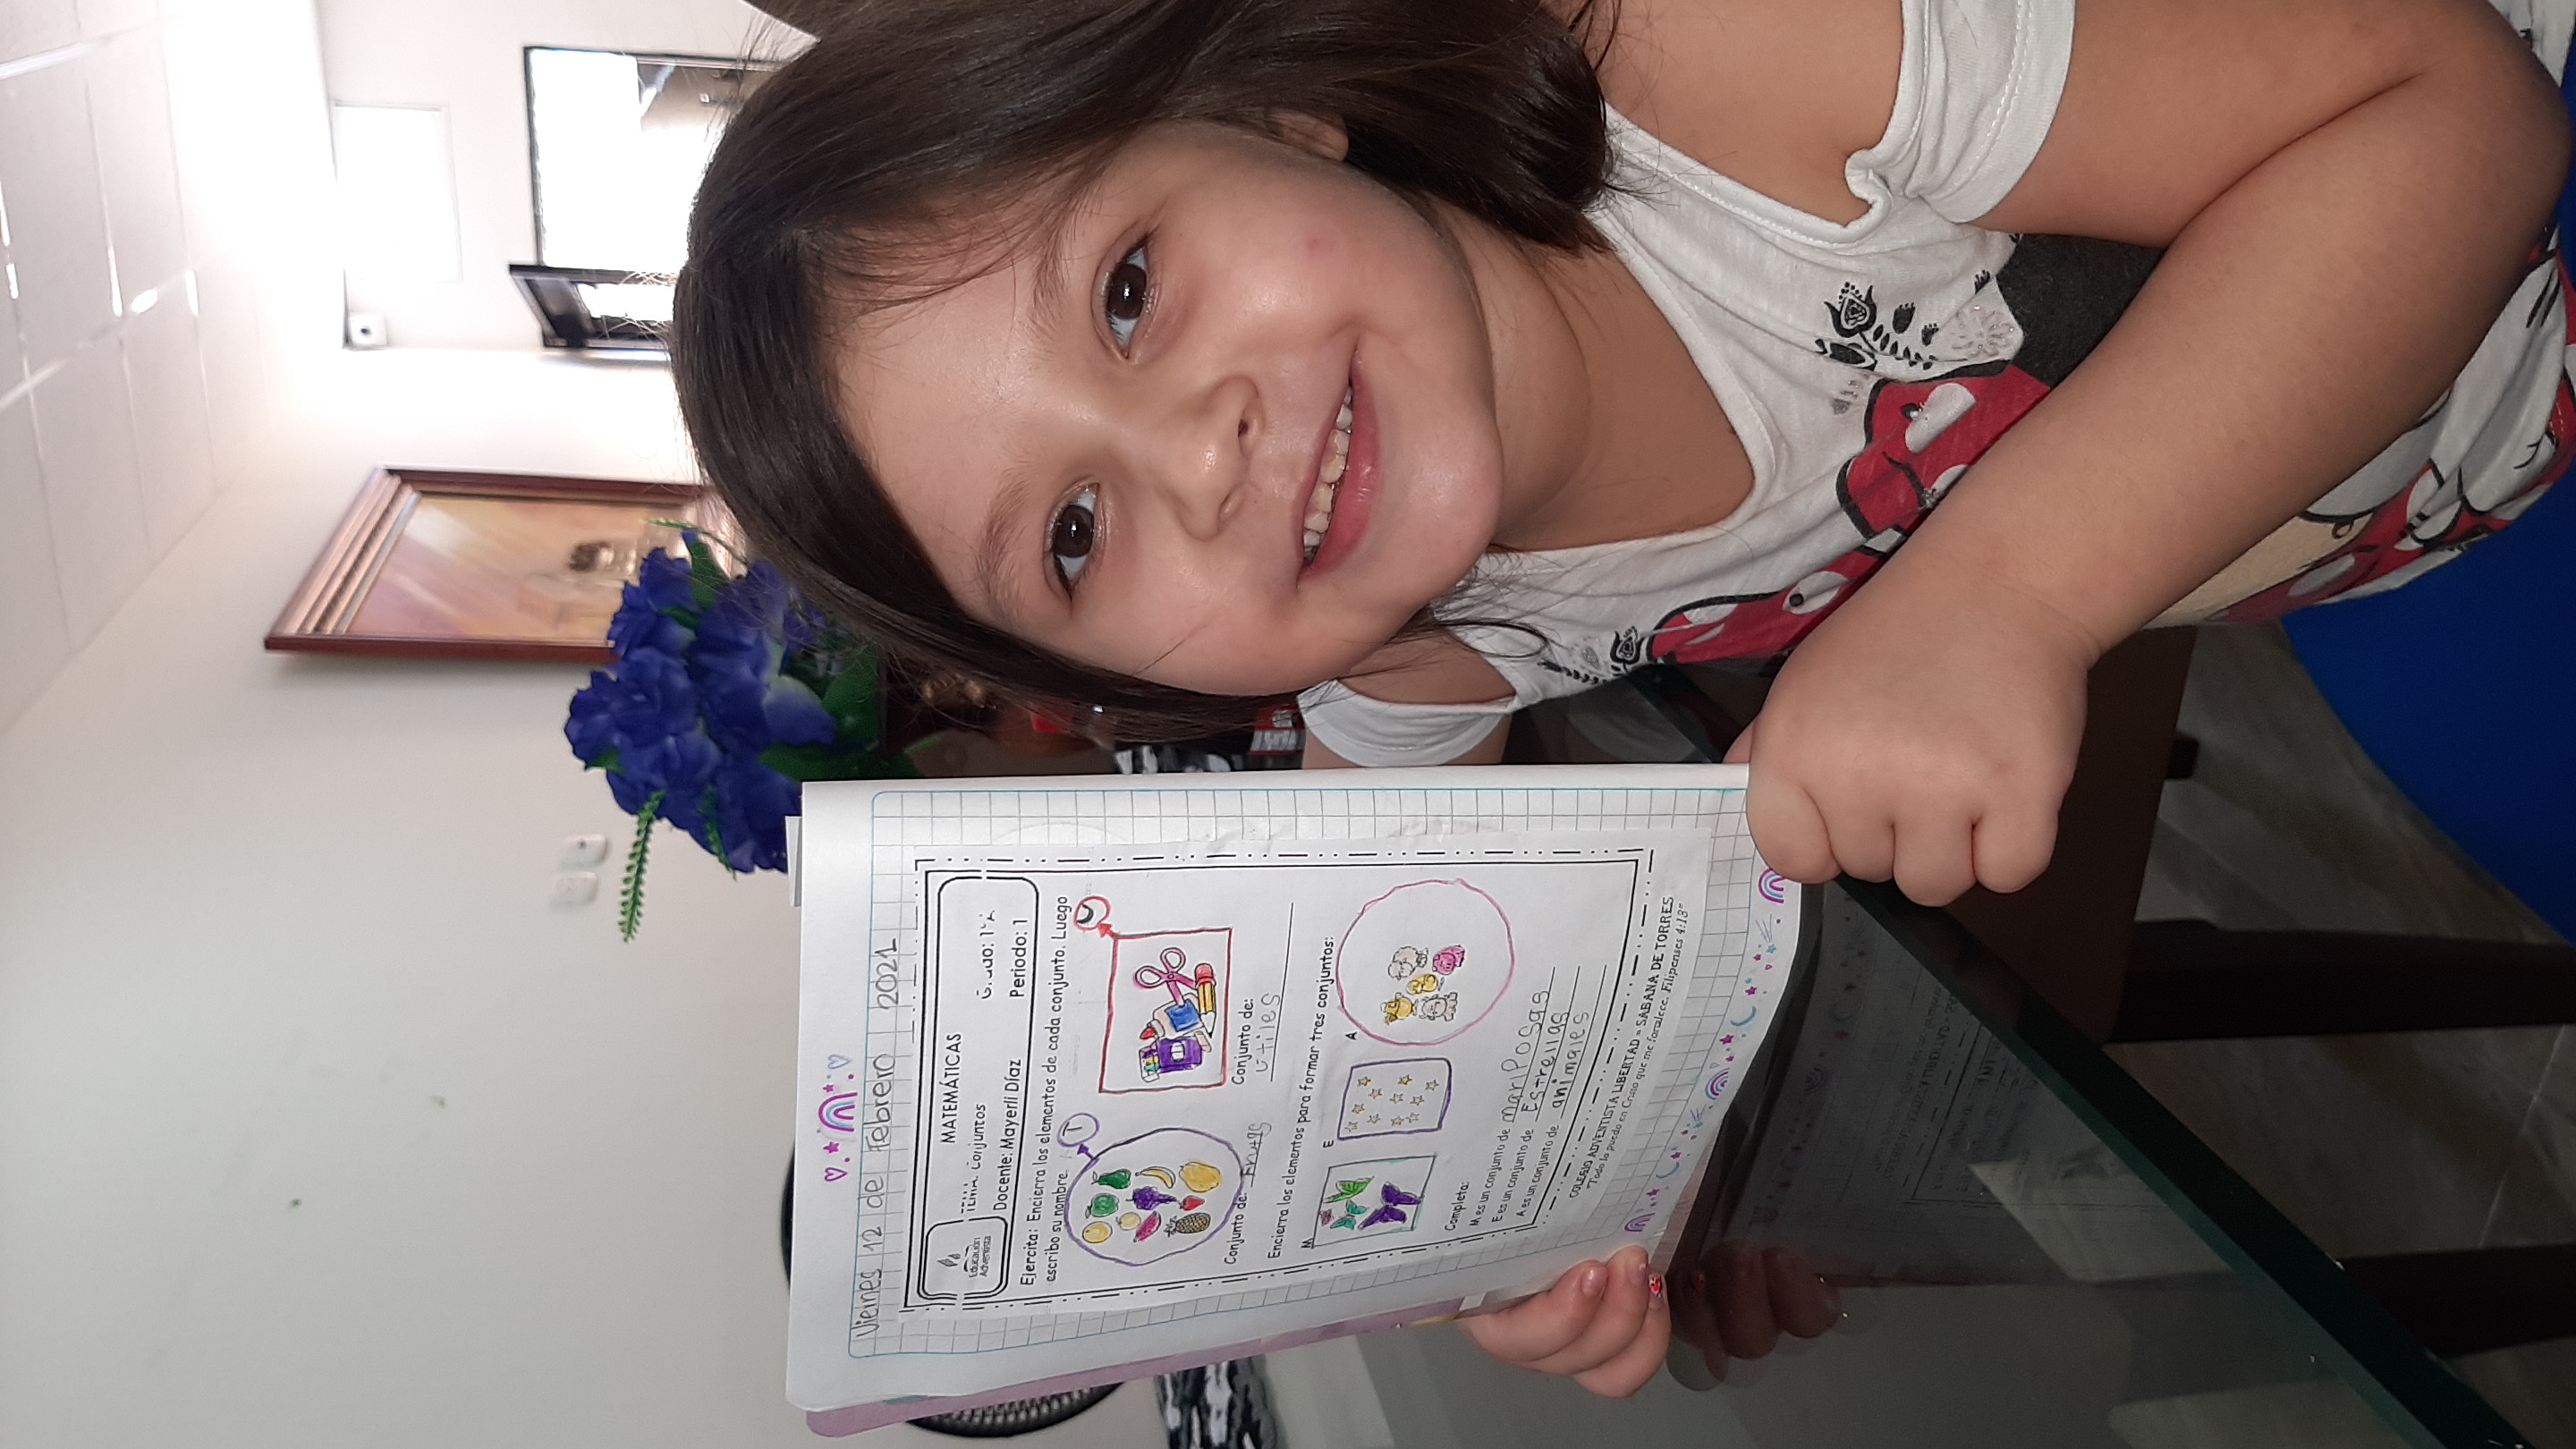 Viernes 12 de Febrero 2021
MATEMÁTICAS
Educación
Adventista
TEMA: Conjuntos
Grado: 1°A
Docente: Mayerli Díaz
Periodo: 1
Ejercita: Encierra los elementos de cada conjunto. Luego
escribo su nombre.
Conjunto de: Frutas
Conjunto de:
Útiles
Encierra los elementos para formar tres conjuntos:
M
E
A
Completa:
M es un conjunto de mariposas
E es un conjunto de Estrellas
A es un conjunto de animales
COLEGIO ADVENTISTA LIBERTAD - SABANA DE TORRES
"Todo lo puedo en Cristo que me fortalece. Filipenses 4:13"